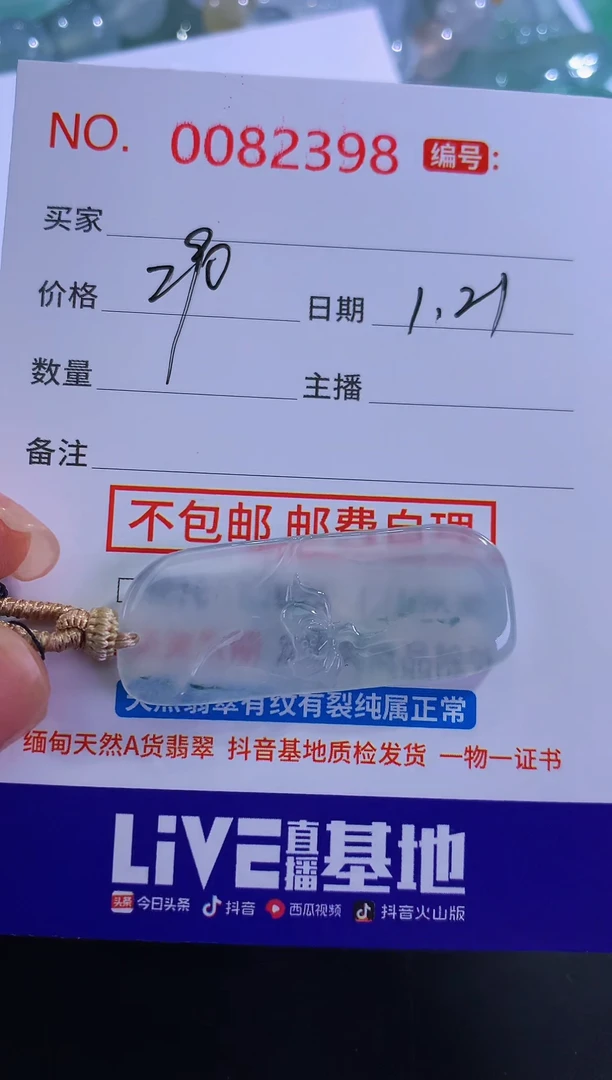 NO. 0082398 编号:
买家
价格 日期 1.21
数量 主播
备注
不包邮 邮费自理
天然翡翠有纹有裂纯属正常
缅甸天然A货翡翠 抖音基地质检发货 一物一证书
LiVE直播基地
头条 今日头条 抖音 西瓜视频 抖音火山版